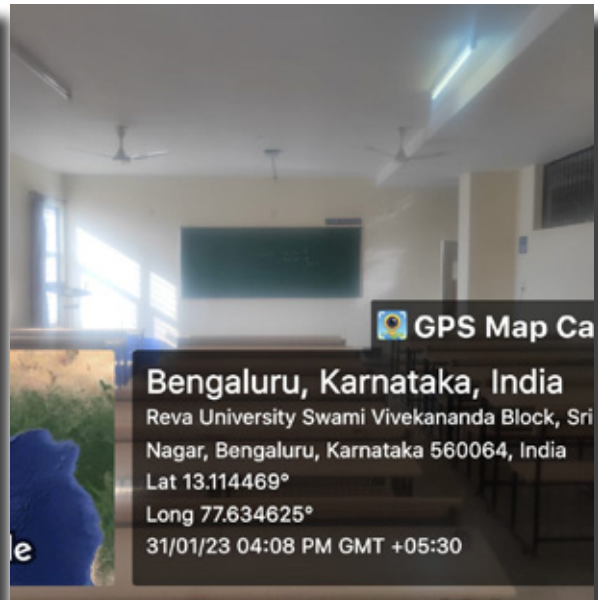 GPS Map Ca
Bengaluru, Karnataka, India
Reva University Swami Vivekananda Block, Sri
Nagar, Bengaluru, Karnataka 560064, India
Lat 13.114469°
Long 77.634625°
le
31/01/23 04:08 PM GMT +05:30